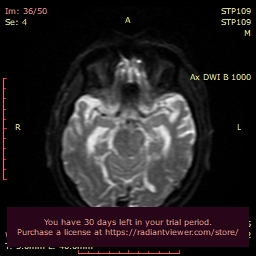 Im: 36/50
Se: 4
A
STP109
STP109
M
Ax DWI B 1000
R
L
You have 30 days left in your trial period.
Purchase a license at https://radiantviewer.com/store/